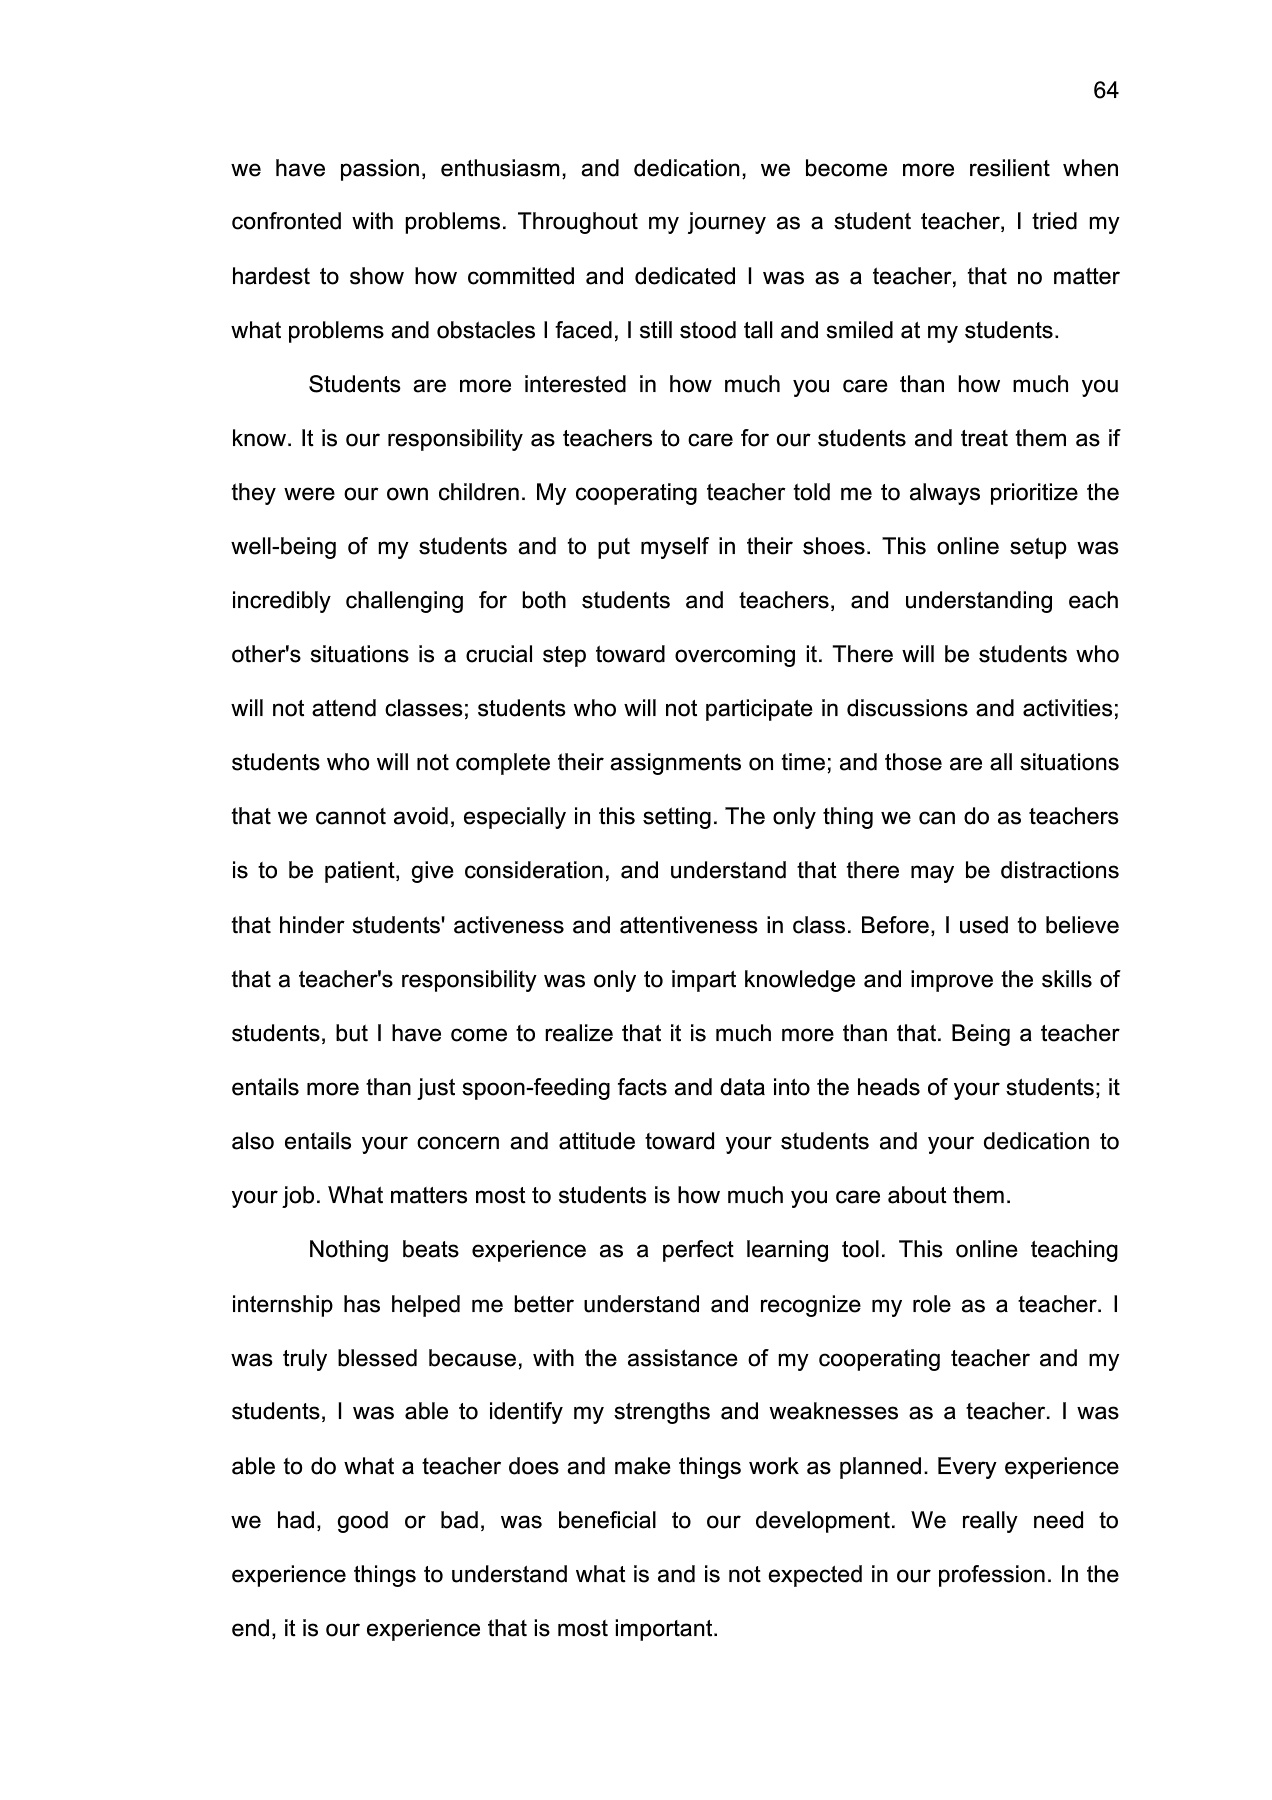 64
we have passion, enthusiasm, and dedication, we become more resilient when
confronted with problems. Throughout my journey as a student teacher, I tried my
hardest to show how committed and dedicated I was as a teacher, that no matter
what problems and obstacles I faced, I still stood tall and smiled at my students.
Students are more interested in how much you care than how much you
know. It is our responsibility as teachers to care for our students and treat them as if
they were our own children. My cooperating teacher told me to always prioritize the
well-being of my students and to put myself in their shoes. This online setup was
incredibly challenging for both students and teachers, and understanding each
other's situations is a crucial step toward overcoming it. There will be students who
will not attend classes; students who will not participate in discussions and activities;
students who will not complete their assignments on time; and those are all situations
that we cannot avoid, especially in this setting. The only thing we can do as teachers
is to be patient, give consideration, and understand that there may be distractions
that hinder students' activeness and attentiveness in class. Before, I used to believe
that a teacher's responsibility was only to impart knowledge and improve the skills of
students, but I have come to realize that it is much more than that. Being a teacher
entails more than just spoon-feeding facts and data into the heads of your students; it
also entails your concern and attitude toward your students and your dedication to
your job. What matters most to students is how much you care about them.
Nothing beats experience as a perfect learning tool. This online teaching
internship has helped me better understand and recognize my role as a teacher. I
was truly blessed because, with the assistance of my cooperating teacher and my
students, I was able to identify my strengths and weaknesses as a teacher. I was
able to do what a teacher does and make things work as planned. Every experience
we had, good or bad, was beneficial to our development. We really need to
experience things to understand what is and is not expected in our profession. In the
end, it is our experience that is most important.